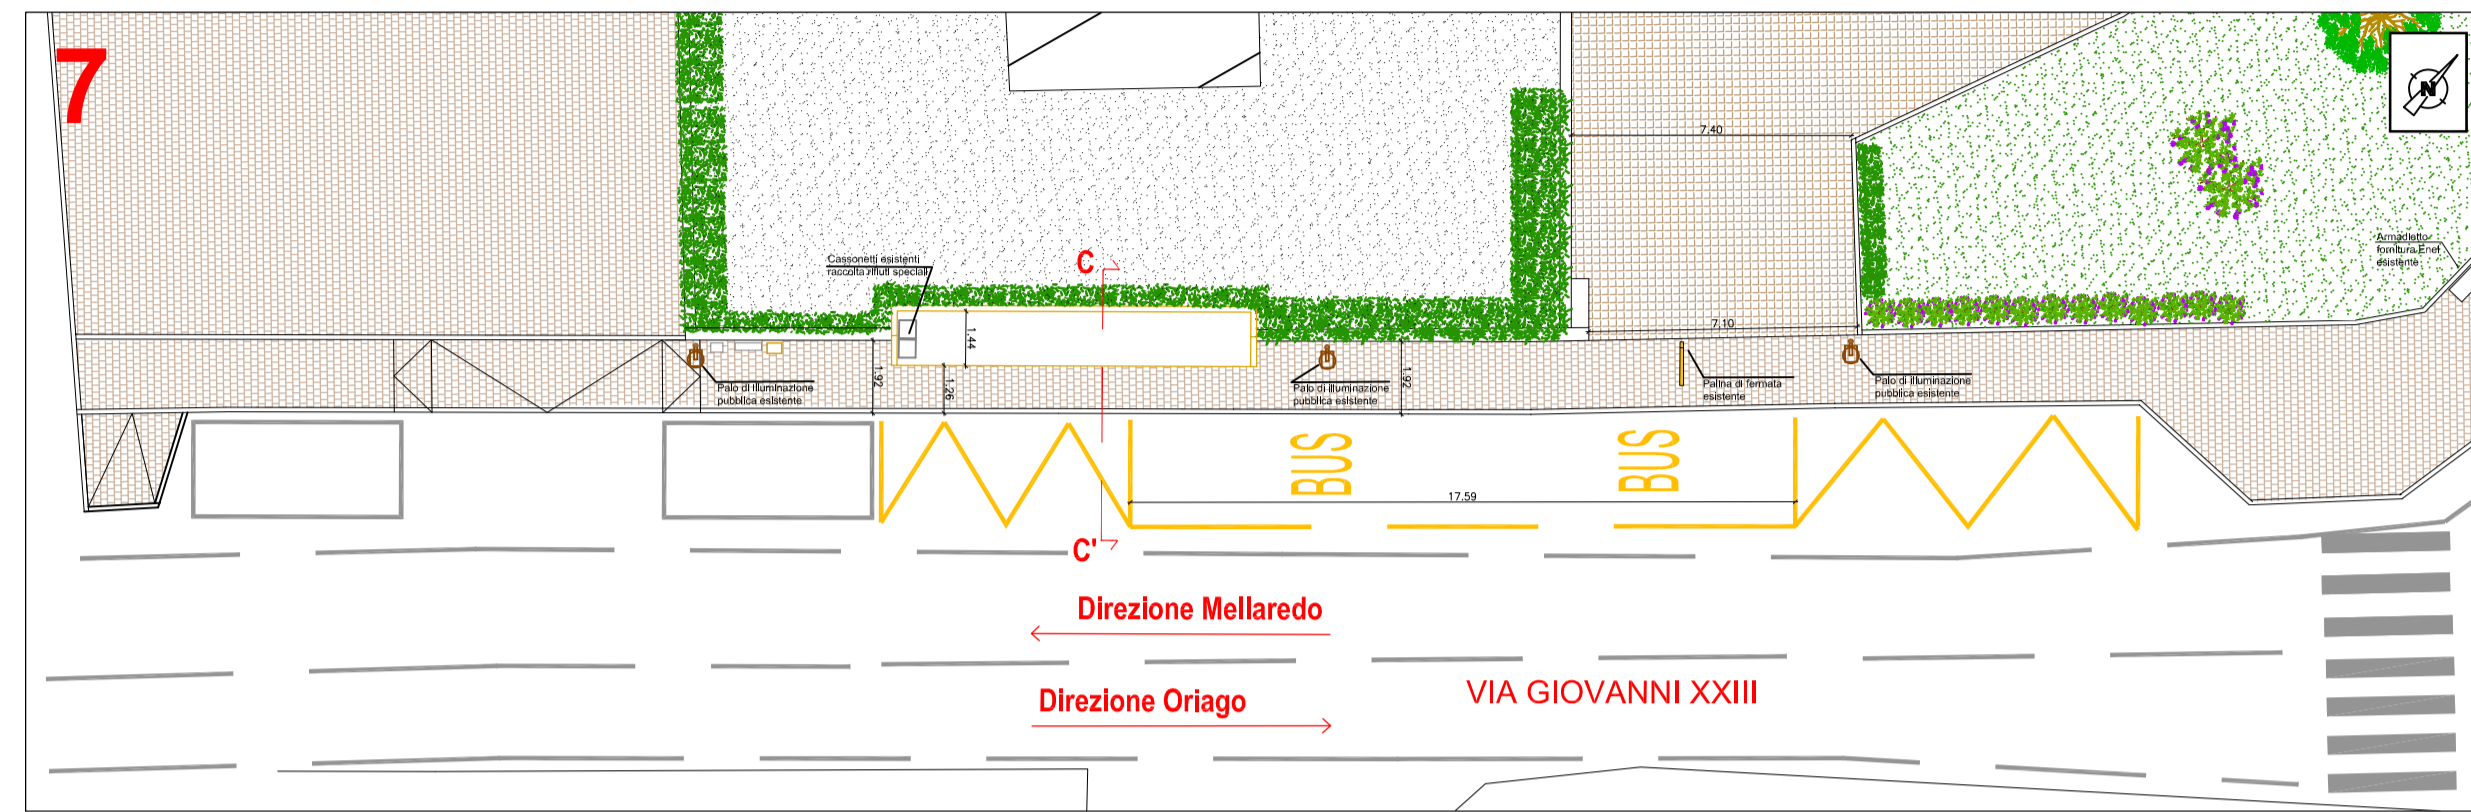 7
N
7.40
Armadietto
fornitura Enel
esistente
Cassonetti esistenti
raccolta rifiuti speciali
C
7.10
1.44
1.92
1.26
1.92
Palo di illuminazione
pubblica esistente
Palo di illuminazione
pubblica esistente
Palina di fermata
esistente
Palo di illuminazione
pubblica esistente
BUS
BUS
17.59
C'
Direzione Mellaredo
Direzione Oriago
VIA GIOVANNI XXIII